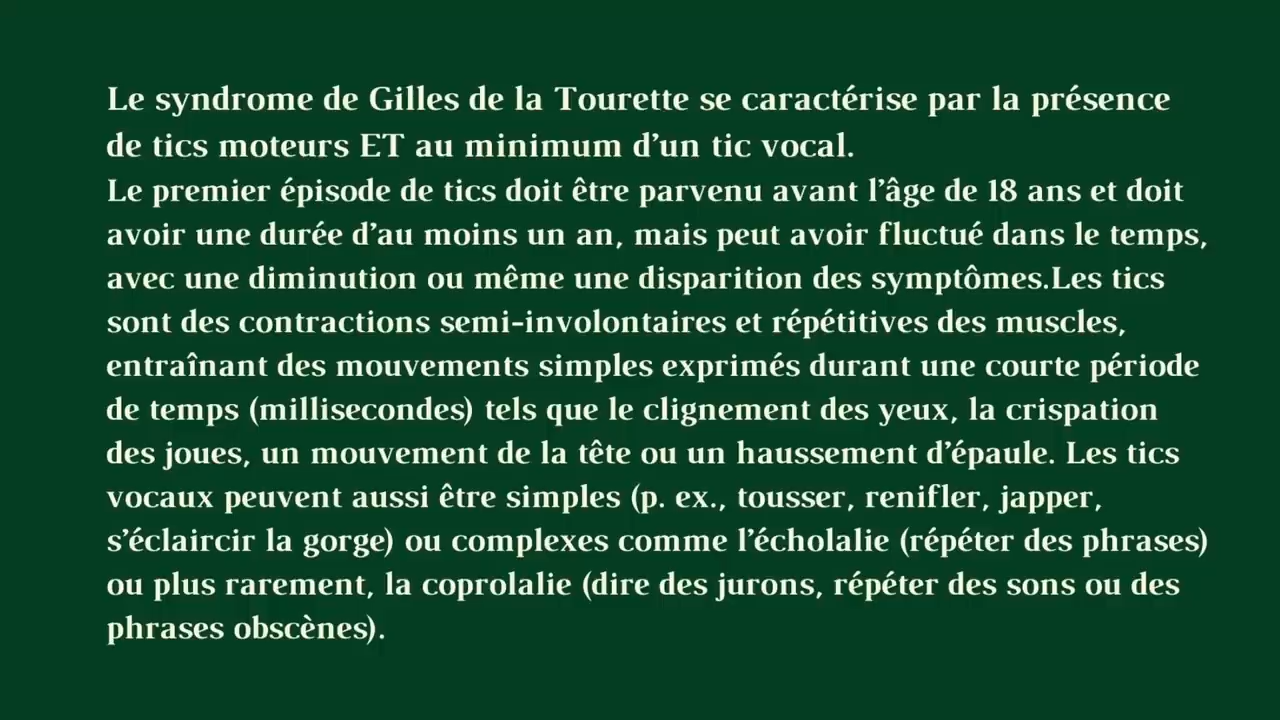 Le syndrome de Gilles de la Tourette se caractérise par la présence
de tics moteurs ET au minimum d’un tic vocal.
Le premier épisode de tics doit être parvenu avant l’âge de 18 ans et doit
avoir une durée d’au moins un an, mais peut avoir fluctué dans le temps,
avec une diminution ou même une disparition des symptômes.Les tics
sont des contractions semi-involontaires et répétitives des muscles,
entraînant des mouvements simples exprimés durant une courte période
de temps (millisecondes) tels que le clignement des yeux, la crispation
des joues, un mouvement de la tête ou un haussement d’épaule. Les tics
vocaux peuvent aussi être simples (p. ex., tousser, renifler, japper,
s’éclaircir la gorge) ou complexes comme l’écholalie (répéter des phrases)
ou plus rarement, la coprolalie (dire des jurons, répéter des sons ou des
phrases obscènes).